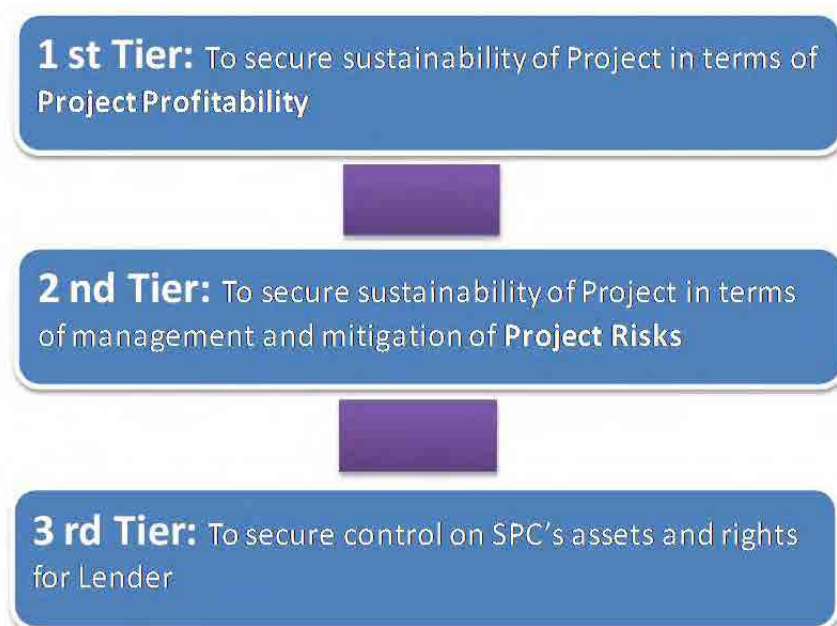 1 st Tier: To secure sustainability of Project in terms of
Project Profitability
2 nd Tier: To secure sustainability of Project in terms
of management and mitigation of Project Risks
3 rd Tier: To secure control on SPC’s assets and rights
for Lender